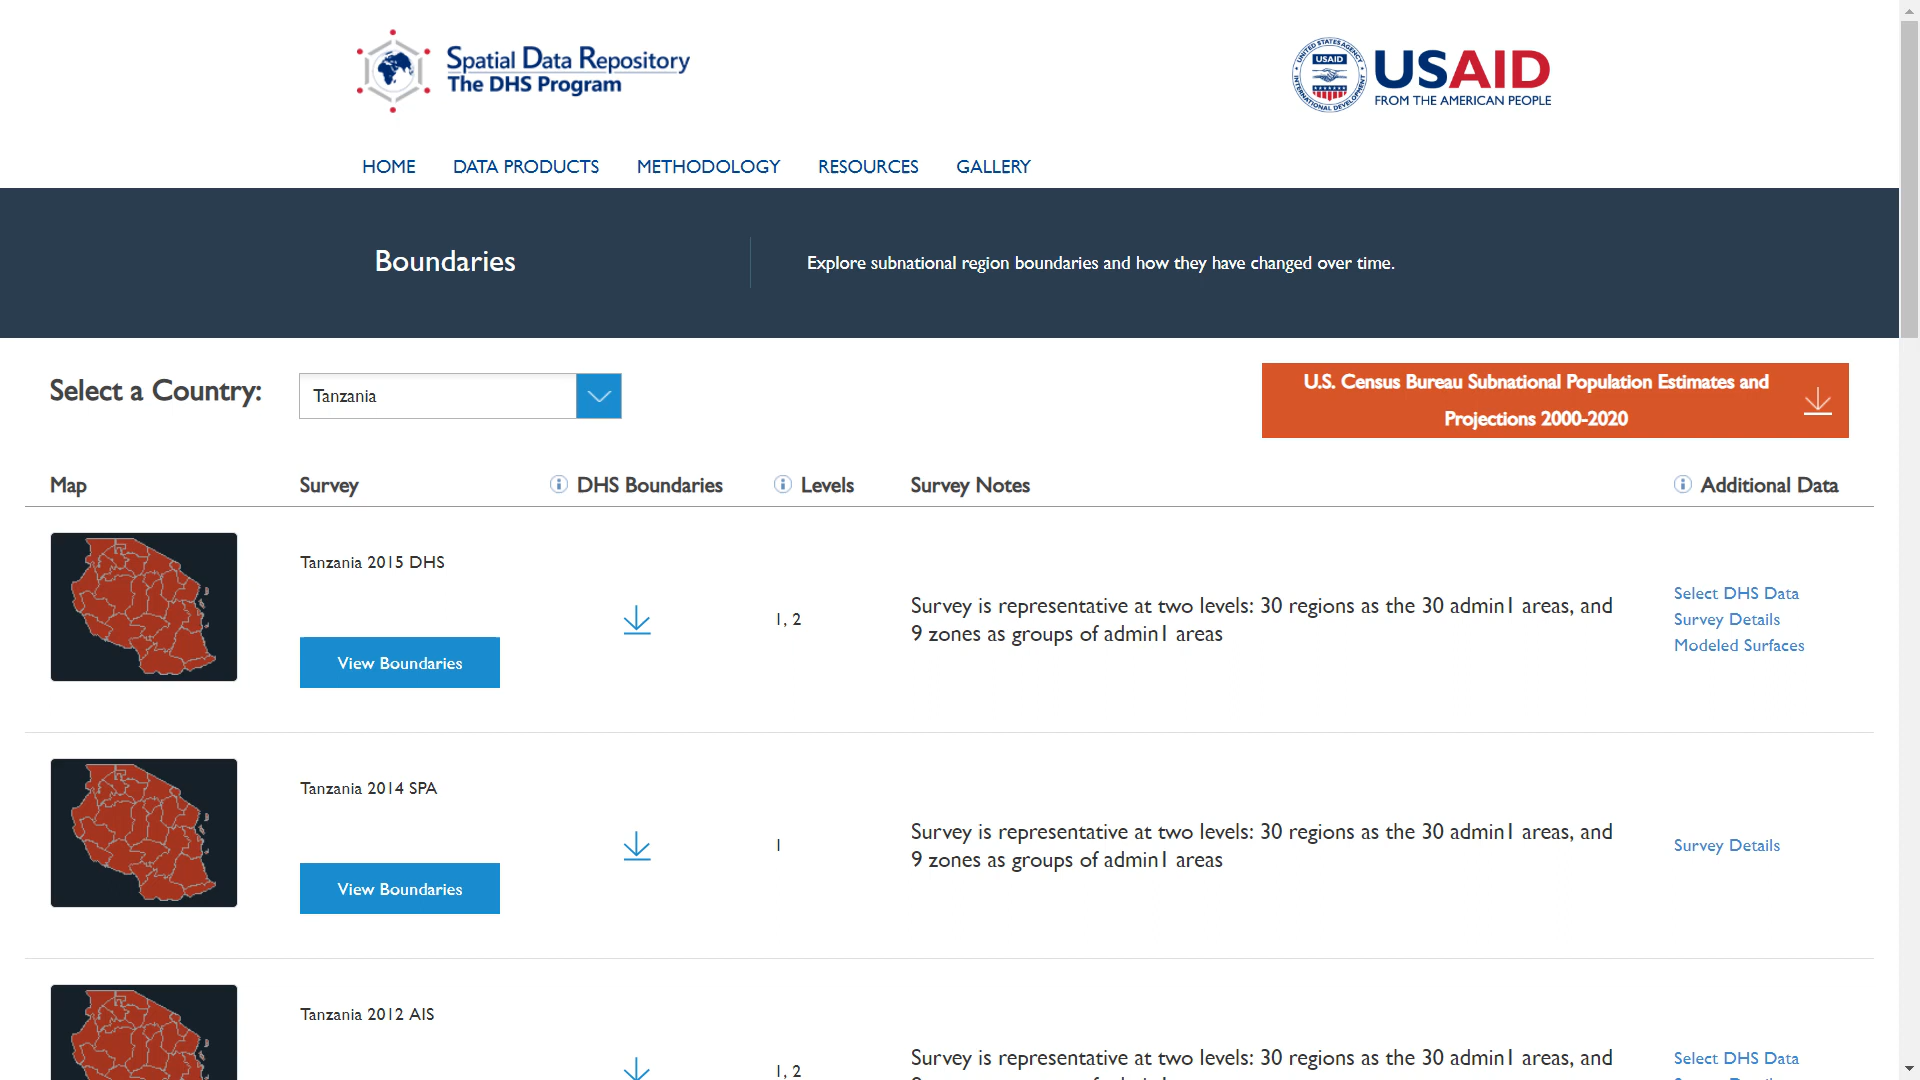 Spatial Data Repository
The DHS Program
UNITED STATES AGENCY
USAID
INTERNATIONAL DEVELOPMENT
USAID
FROM THE AMERICAN PEOPLE
HOME DATA PRODUCTS METHODOLOGY RESOURCES GALLERY
Boundaries
Explore subnational region boundaries and how they have changed over time.
Select a Country:
Tanzania
U.S. Census Bureau Subnational Population Estimates and
Projections 2000-2020
Map Survey DHS Boundaries Levels Survey Notes Additional Data
Tanzania 2015 DHS
View Boundaries
1, 2
Survey is representative at two levels: 30 regions as the 30 admin1 areas, and
9 zones as groups of admin1 areas
Select DHS Data
Survey Details
Modeled Surfaces
Tanzania 2014 SPA
View Boundaries
1
Survey is representative at two levels: 30 regions as the 30 admin1 areas, and
9 zones as groups of admin1 areas
Survey Details
Tanzania 2012 AIS
1, 2
Survey is representative at two levels: 30 regions as the 30 admin1 areas, and
Select DHS Data